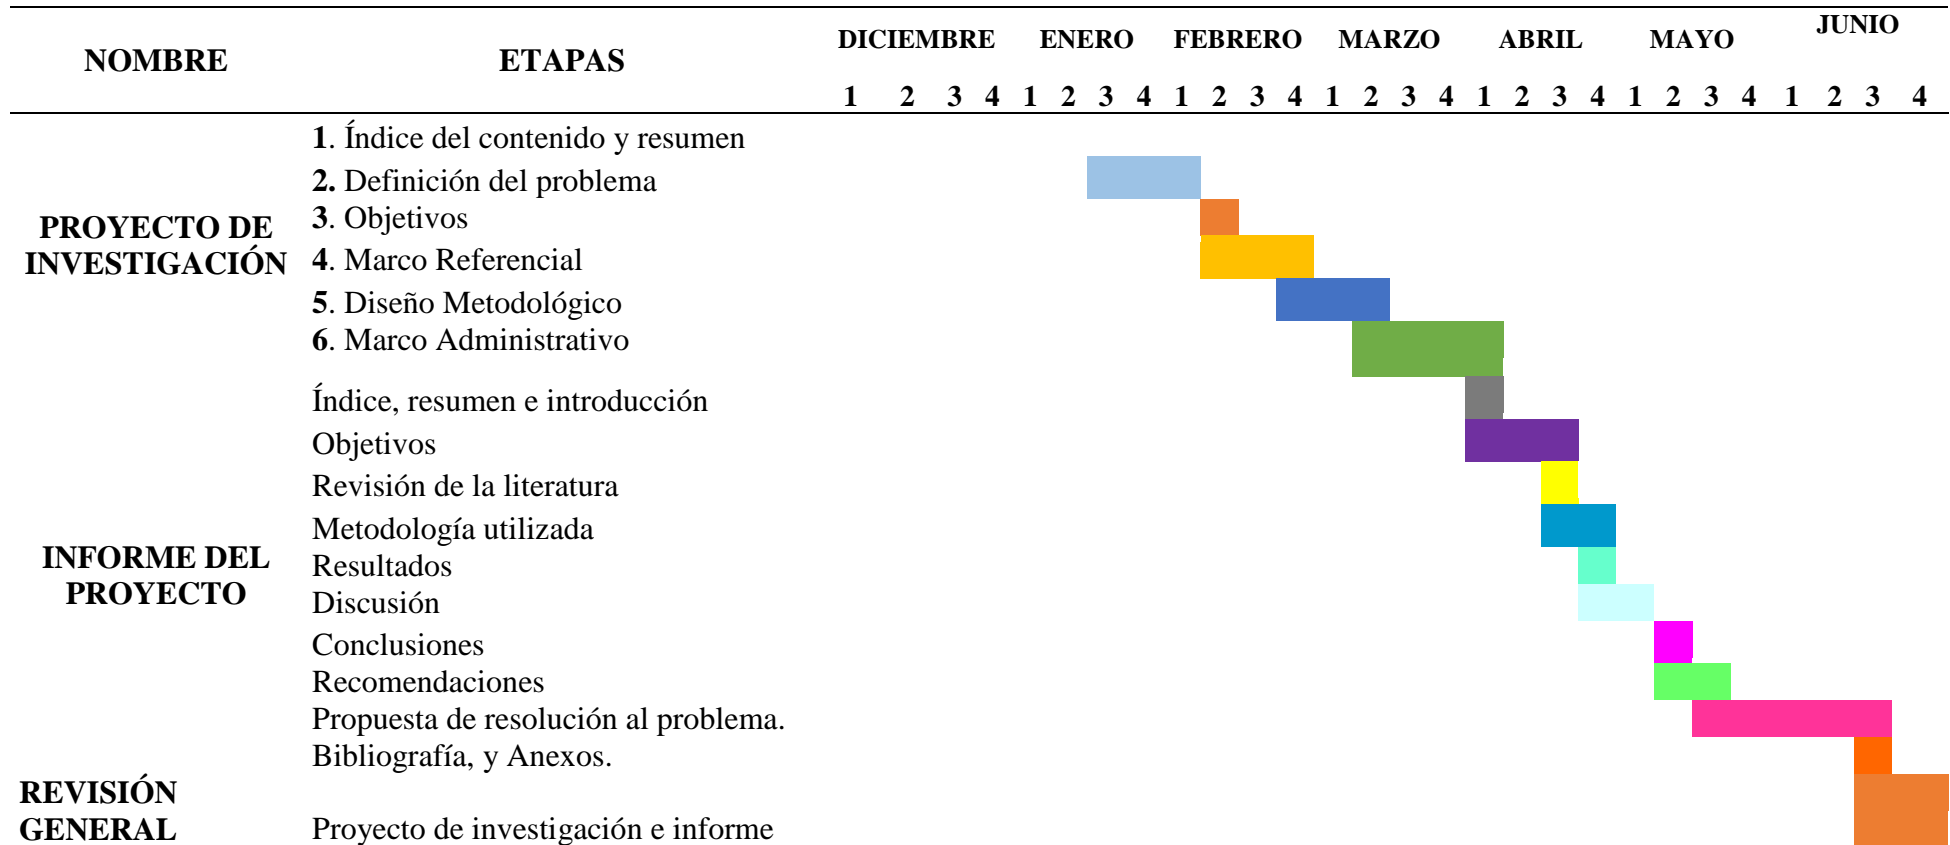 NOMBRE ETAPAS DICIEMBRE ENERO FEBRERO MARZO ABRIL MAYO JUNIO
1 2 3 4 1 2 3 4 1 2 3 4 1 2 3 4 1 2 3 4 1 2 3 4 1 2 3 4
PROYECTO DE
INVESTIGACIÓN
1. Índice del contenido y resumen
2. Definición del problema
3. Objetivos
4. Marco Referencial
5. Diseño Metodológico
6. Marco Administrativo
INFORME DEL
PROYECTO
Índice, resumen e introducción
Objetivos
Revisión de la literatura
Metodología utilizada
Resultados
Discusión
Conclusiones
Recomendaciones
Propuesta de resolución al problema.
Bibliografía, y Anexos.
REVISIÓN
GENERAL
Proyecto de investigación e informe